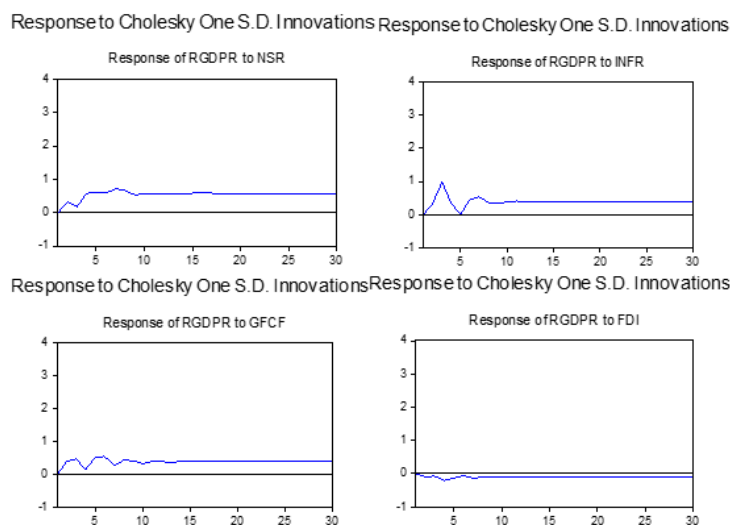 Response to Cholesky One S.D. Innovations
Response to Cholesky One S.D. Innovations
Response of RGDPR to NSR
4
3
2
1
0
-1
5 10 15 20 25 30
Response of RGDPR to INFR
4
3
2
1
0
-1
5 10 15 20 25 30
Response to Cholesky One S.D. Innovations
Response to Cholesky One S.D. Innovations
Response of RGDPR to GFCF
4
3
2
1
0
-1
5 10 15 20 25 30
Response of RGDPR to FDI
4
3
2
1
0
-1
5 10 15 20 25 30